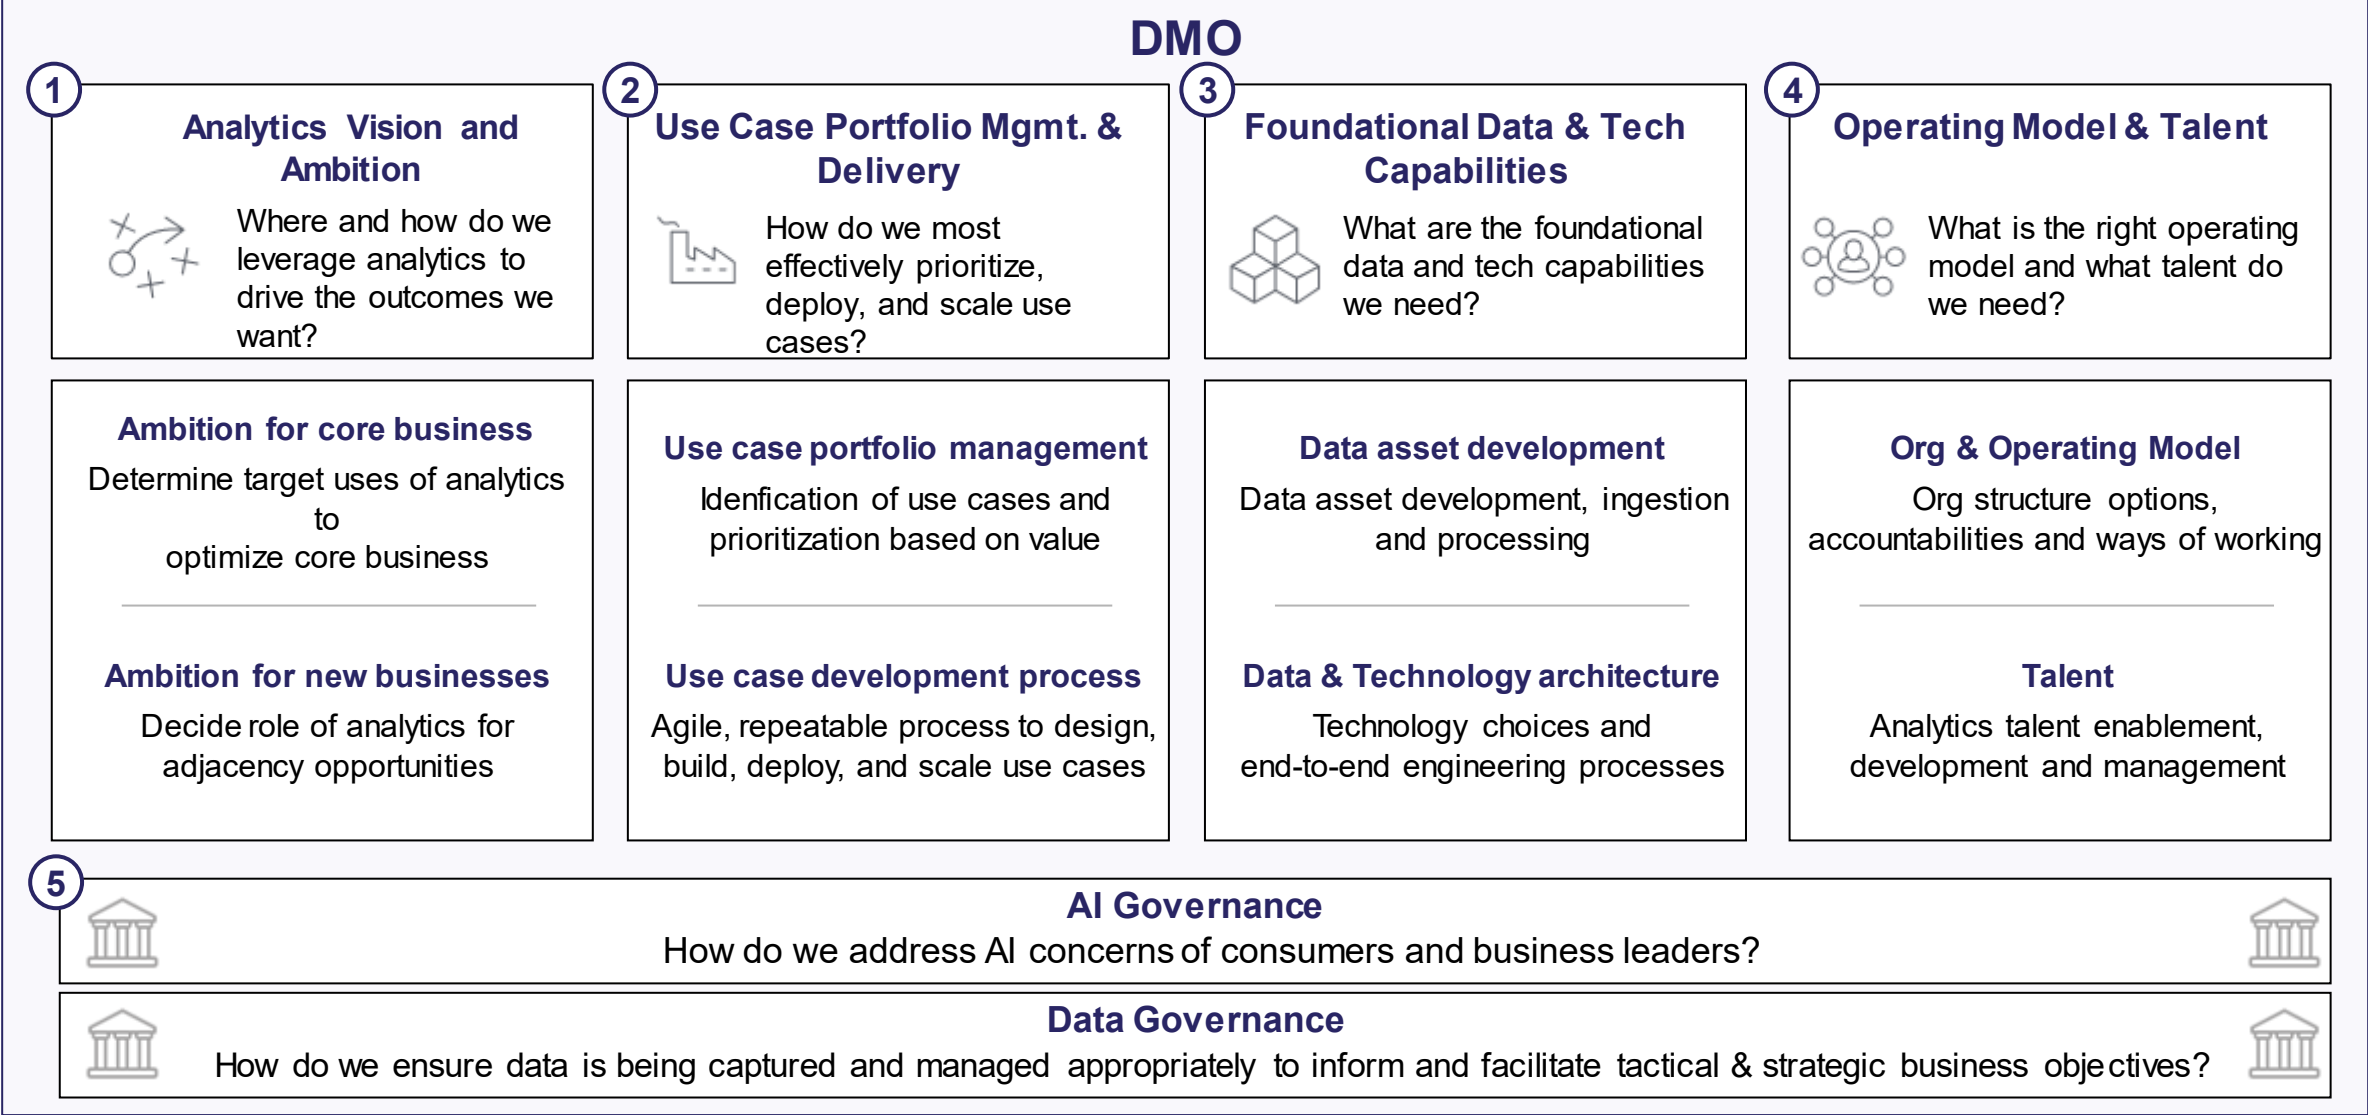 DMO
1
Analytics Vision and
Ambition
Where and how do we
leverage analytics to
drive the outcomes we
want?
2
Use Case Portfolio Mgmt. &
Delivery
How do we most
effectively prioritize,
deploy, and scale use
cases?
3
Foundational Data & Tech
Capabilities
What are the foundational
data and tech capabilities
we need?
4
Operating Model & Talent
What is the right operating
model and what talent do
we need?
Ambition for core business
Determine target uses of analytics
to
optimize core business
Ambition for new businesses
Decide role of analytics for
adjacency opportunities
Use case portfolio management
Idenfication of use cases and
prioritization based on value
Use case development process
Agile, repeatable process to design,
build, deploy, and scale use cases
Data asset development
Data asset development, ingestion
and processing
Data & Technology architecture
Technology choices and
end-to-end engineering processes
Org & Operating Model
Org structure options,
accountabilities and ways of working
Talent
Analytics talent enablement,
development and management
5
AI Governance
How do we address AI concerns of consumers and business leaders?
Data Governance
How do we ensure data is being captured and managed appropriately to inform and facilitate tactical & strategic business objectives?